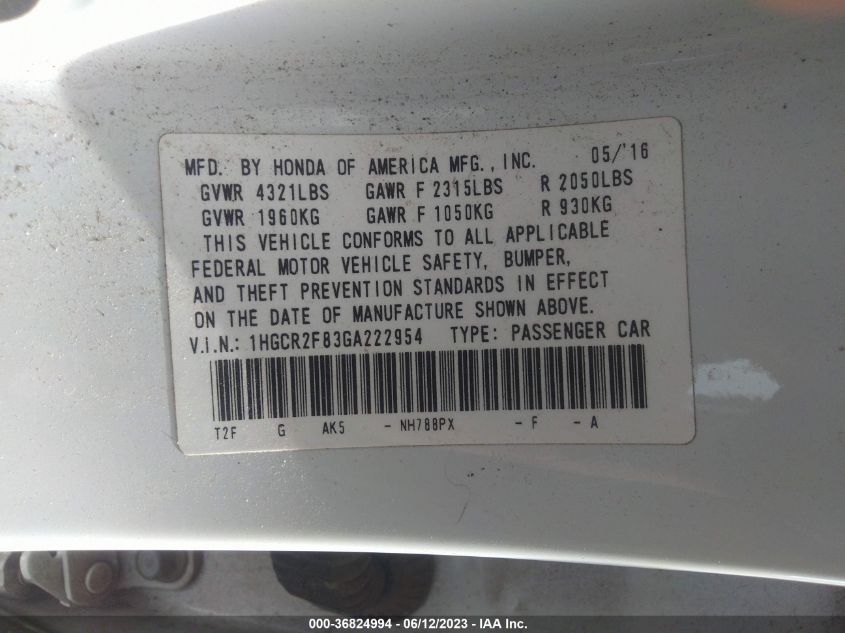 MFD. BY HONDA OF AMERICA MFG., INC. 05/'16
GVWR 4321LBS GAWR F 2315LBS R 2050LBS
GVWR 1960KG GAWR F 1050KG R 930KG
THIS VEHICLE CONFORMS TO ALL APPLICABLE
FEDERAL MOTOR VEHICLE SAFETY, BUMPER,
AND THEFT PREVENTION STANDARDS IN EFFECT
ON THE DATE OF MANUFACTURE SHOWN ABOVE.
V.I.N.: 1HGCR2F83GA222954 TYPE: PASSENGER CAR
T2F G AK5 - NH788PX - F - A
000-36824994 - 06/12/2023 - IAA Inc.